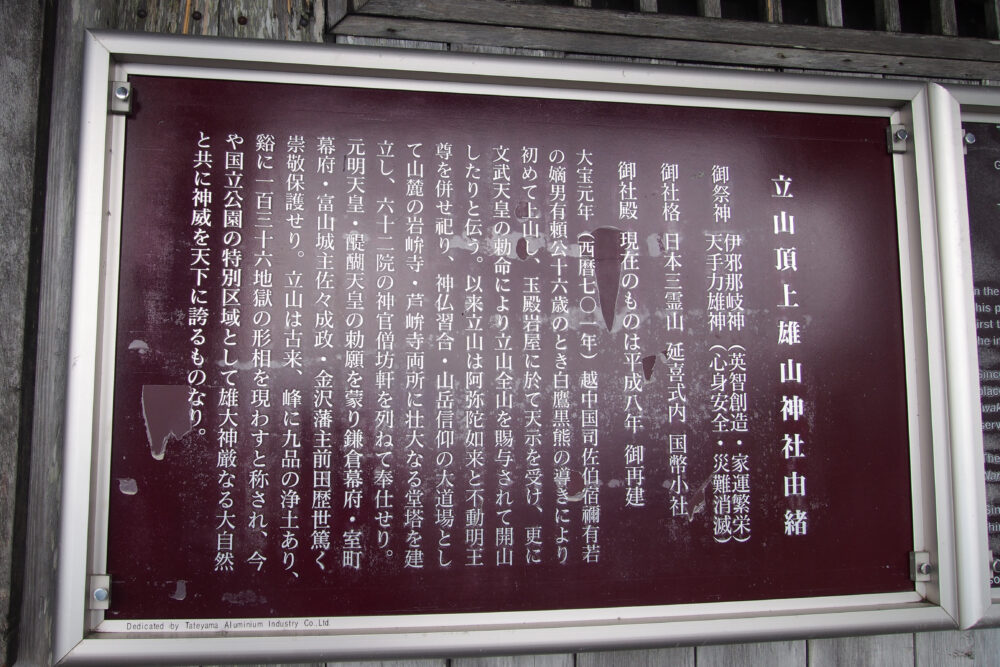 立山頂上雄山神社由緒
御祭神 伊邪那岐神（英智創造・家運繁栄）
天手力雄神（心身安全・災難消滅）
御社格 日本三霊山 延喜式内 国幣小社
御社殿 現在のものは平成八年 御再建
大宝元年（西暦七〇一年）越中国司佐伯宿禰有若
の嫡男有頼公十六歳のとき白鷹黒熊の導きにより
初めて上山し、玉殿岩屋に於て天示を受け、更に
文武天皇の勅命により立山全山を賜与されて開山
したりと伝う。以来立山は阿弥陀如来と不動明王
尊を併せ祀り、神仏習合・山岳信仰の大道場とし
て山麓の岩峅寺・芦峅寺両所に壮大なる堂塔を建
立し、六十二院の神官僧坊軒を列ねて奉仕せり。
元明天皇・醍醐天皇の勅願を蒙り鎌倉幕府・室町
幕府・富山城主佐々成政・金沢藩主前田歴世篤く
崇敬保護せり。立山は古来、峰に九品の浄土あり、
谿に一百三十六地獄の形相を現わすと称され、今
や国立公園の特別区域として雄大神厳なる大自然
と共に神威を天下に誇るものなり。
Dedicated by Tateyama Aluminium Industry Co.,Ltd.